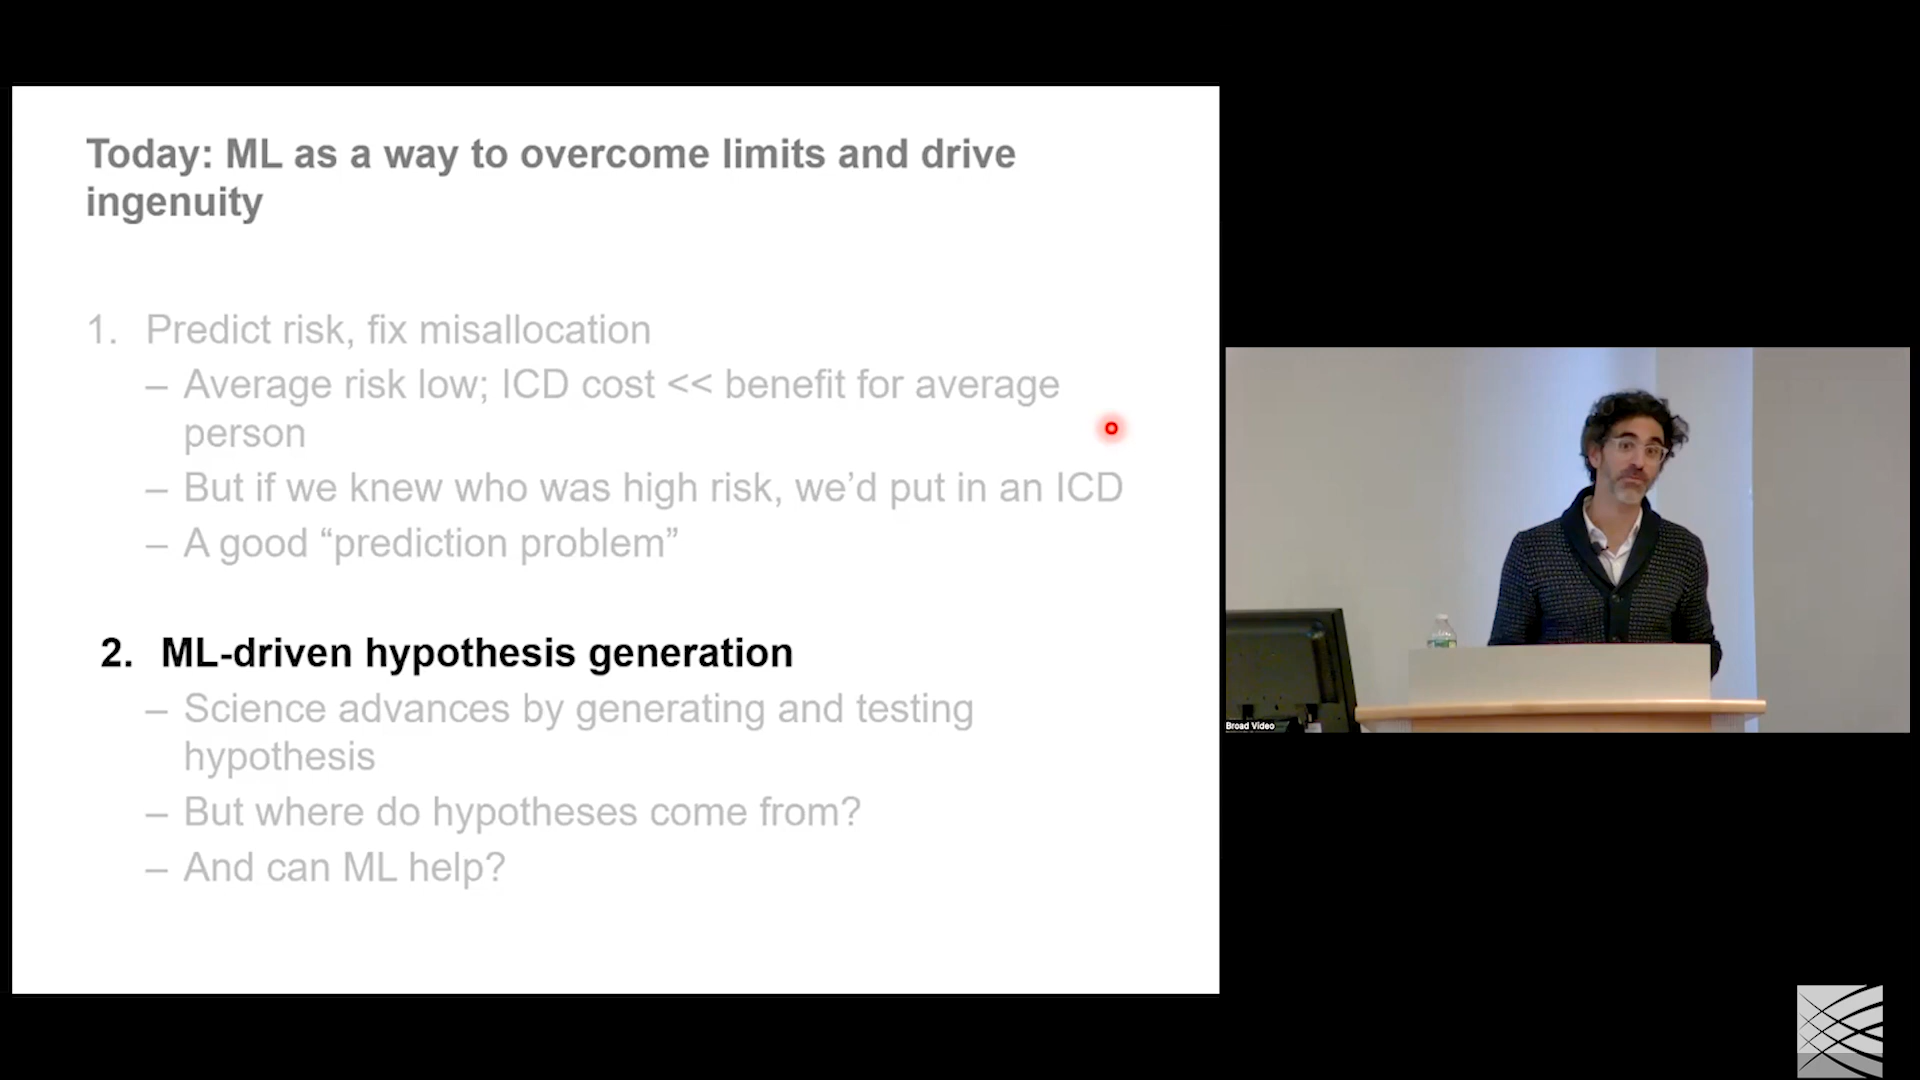 Today: ML as a way to overcome limits and drive
ingenuity
1. Predict risk, fix misallocation
– Average risk low; ICD cost << benefit for average
person
– But if we knew who was high risk, we’d put in an ICD
– A good “prediction problem”
2. ML-driven hypothesis generation
– Science advances by generating and testing
hypothesis
– But where do hypotheses come from?
– And can ML help?
Broad Video